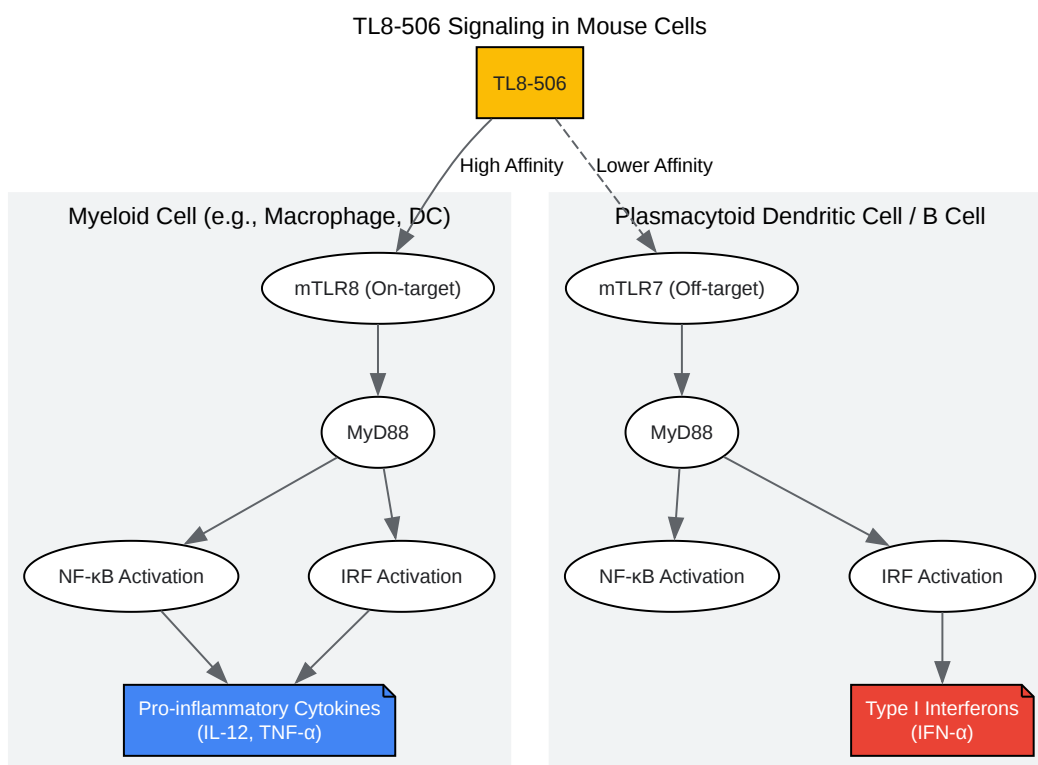 TL8-506 Signaling in Mouse Cells
TL8-506
High Affinity
Lower Affinity
Myeloid Cell (e.g., Macrophage, DC)
Plasmacytoid Dendritic Cell / B Cell
mTLR8 (On-target)
mTLR7 (Off-target)
MyD88
MyD88
NF-κB Activation
IRF Activation
NF-κB Activation
IRF Activation
Pro-inflammatory Cytokines
(IL-12, TNF-α)
Type I Interferons
(IFN-α)